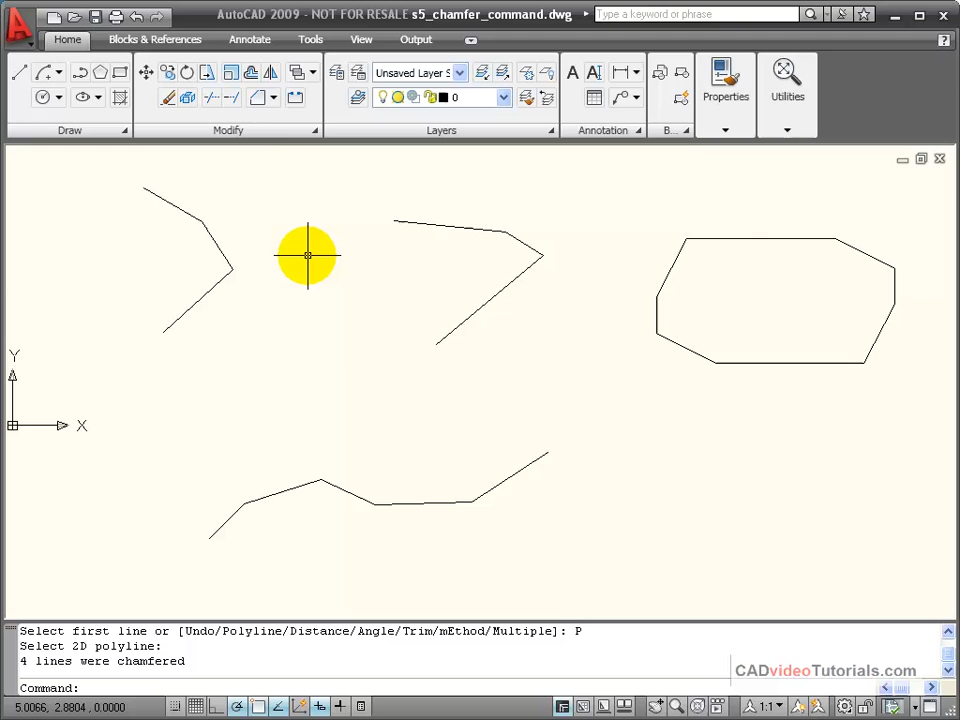 AutoCAD 2009 - NOT FOR RESALE s5_chamfer_command.dwg
Type a keyword or phrase
Home Blocks & References Annotate Tools View Output
Unsaved Layer S
0
Properties
Utilities
Draw Modify Layers Annotation B...
Y
X
Select first line or [Undo/Polyline/Distance/Angle/Trim/mEthod/Multiple]: P
Select 2D polyline:
4 lines were chamfered
CADvideoTutorials.com
Command:
5.0066, 2.8804, 0.0000
1:1